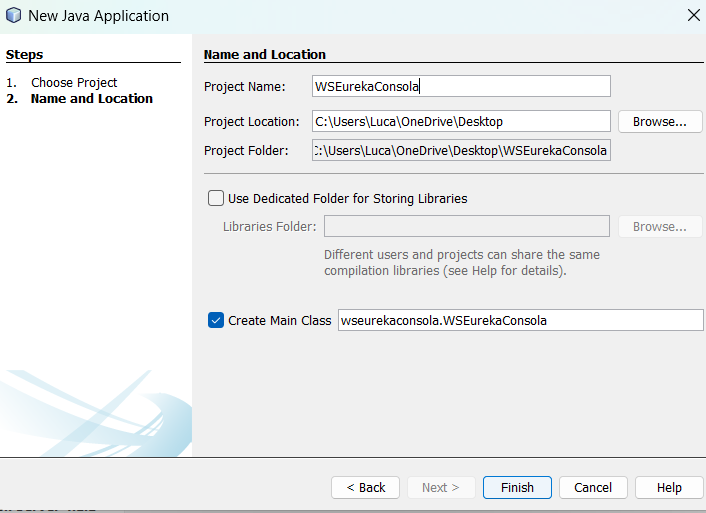 New Java Application
Steps
1. Choose Project
2. Name and Location
Name and Location
Project Name: WSEurekaConsola
Project Location: C:\Users\Luca\OneDrive\Desktop Browse...
Project Folder: :\Users\Luca\OneDrive\Desktop\WSEurekaConsola
Use Dedicated Folder for Storing Libraries
Libraries Folder: Browse...
Different users and projects can share the same
compilation libraries (see Help for details).
Create Main Class wseurekaconsola.WSEurekaConsola
< Back Next > Finish Cancel Help